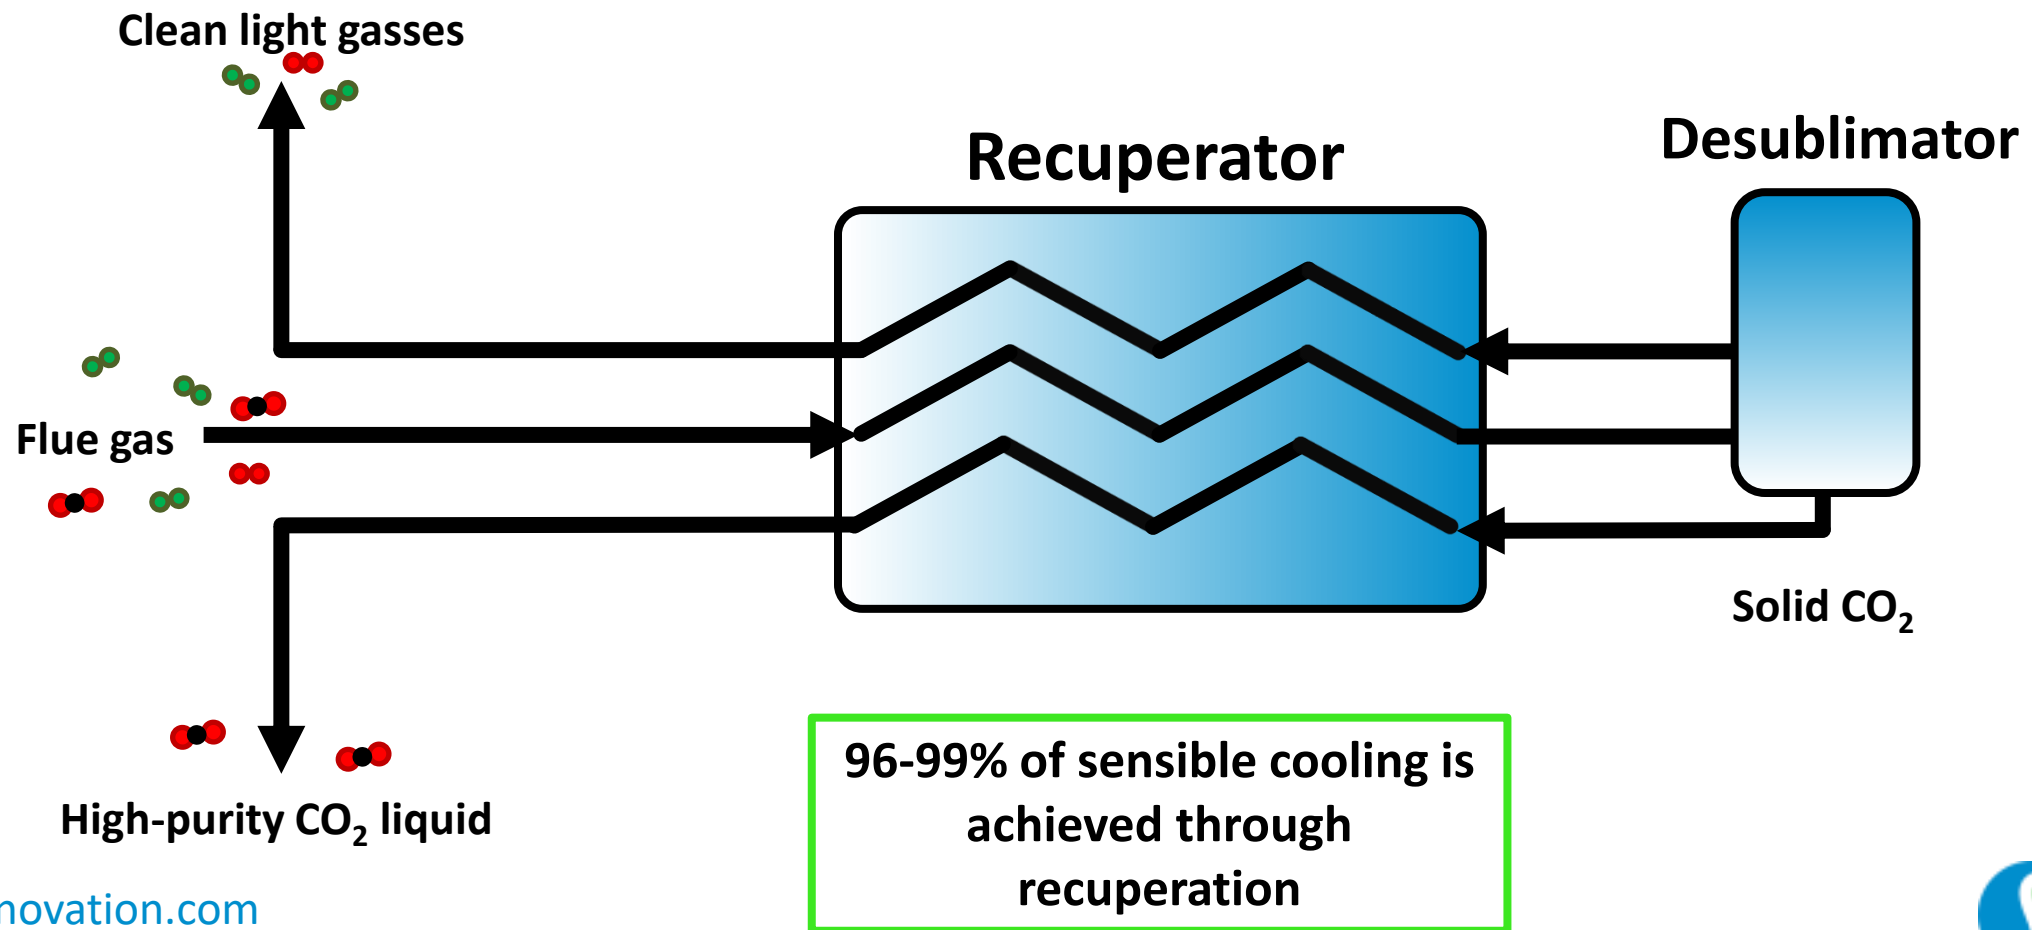 Clean light gasses
Recuperator
Desublimator
Flue gas
Solid CO₂
High-purity CO₂ liquid
96-99% of sensible cooling is
achieved through
recuperation
novation.com